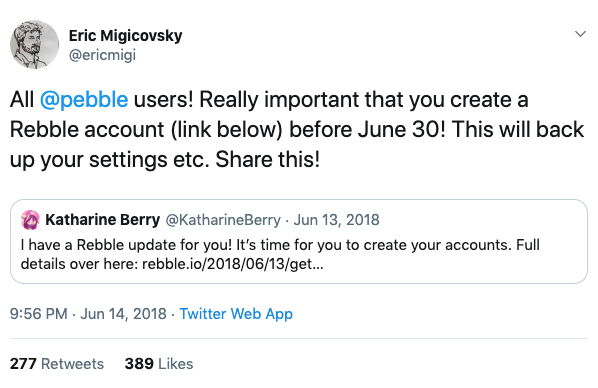 Eric Migicovsky
@ericmigi
All @pebble users! Really important that you create a
Rebble account (link below) before June 30! This will back
up your settings etc. Share this!
Katharine Berry @KatharineBerry · Jun 13, 2018
I have a Rebble update for you! It’s time for you to create your accounts. Full
details over here: rebble.io/2018/06/13/get...
9:56 PM · Jun 14, 2018 · Twitter Web App
277 Retweets 389 Likes